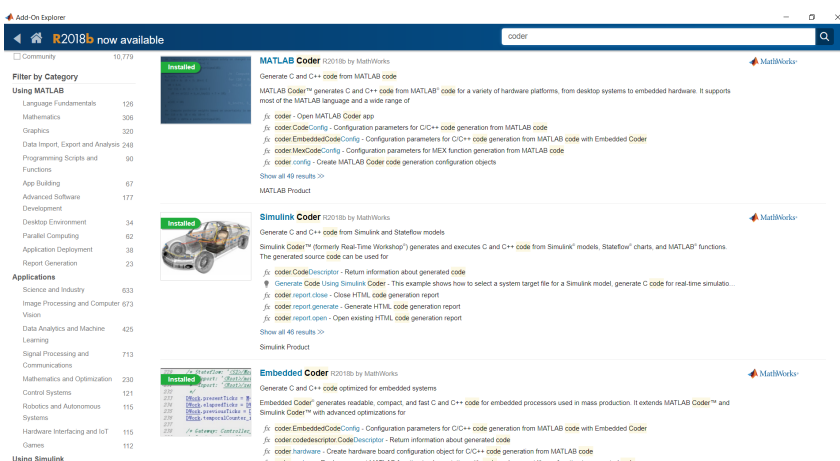 Add-On Explorer
R2018b now available
coder
Community 10,779
Filter by Category
Using MATLAB
Language Fundamentals 126
Mathematics 306
Graphics 320
Data Import, Export and Analysis 248
Programming Scripts and 90
Functions
App Building 67
Advanced Software 177
Development
Desktop Environment 34
Parallel Computing 62
Application Deployment 38
Report Generation 23
Applications
Science and Industry 633
Image Processing and Computer 673
Vision
Data Analytics and Machine 425
Learning
Signal Processing and 713
Communications
Mathematics and Optimization 230
Control Systems 121
Robotics and Autonomous 115
Systems
Hardware Interfacing and IoT 115
Games 112
Using Simulink
Installed
MATLAB Coder R2018b by MathWorks
MathWorks
Generate C and C++ code from MATLAB code
MATLAB Coder™ generates C and C++ code from MATLAB® code for a variety of hardware platforms, from desktop systems to embedded hardware. It supports
most of the MATLAB language and a wide range of
fx coder - Open MATLAB Coder app
fx coder.CodeConfig - Configuration parameters for C/C++ code generation from MATLAB code
fx coder.EmbeddedCodeConfig - Configuration parameters for C/C++ code generation from MATLAB code with Embedded Coder
fx coder.MexCodeConfig - Configuration parameters for MEX function generation from MATLAB code
fx coder.config - Create MATLAB Coder code generation configuration objects
Show all 49 results >>
MATLAB Product
Installed
Simulink Coder R2018b by MathWorks
MathWorks
Generate C and C++ code from Simulink and Stateflow models
Simulink Coder™ (formerly Real-Time Workshop®) generates and executes C and C++ code from Simulink® models, Stateflow® charts, and MATLAB® functions.
The generated source code can be used for
fx coder.CodeDescriptor - Return information about generated code
Generate Code Using Simulink Coder - This example shows how to select a system target file for a Simulink model, generate C code for real-time simulatio...
fx coder.report.close - Close HTML code generation report
fx coder.report.generate - Generate HTML code generation report
fx coder.report.open - Open existing HTML code generation report
Show all 46 results >>
Simulink Product
Installed
Embedded Coder R2018b by MathWorks
MathWorks
Generate C and C++ code optimized for embedded systems
Embedded Coder® generates readable, compact, and fast C and C++ code for embedded processors used in mass production. It extends MATLAB Coder™ and
Simulink Coder™ with advanced optimizations for
fx coder.EmbeddedCodeConfig - Configuration parameters for C/C++ code generation from MATLAB code with Embedded Coder
fx coder.codedescriptor.CodeDescriptor - Return information about generated code
fx coder.hardware - Create hardware board configuration object for C/C++ code generation from MATLAB code